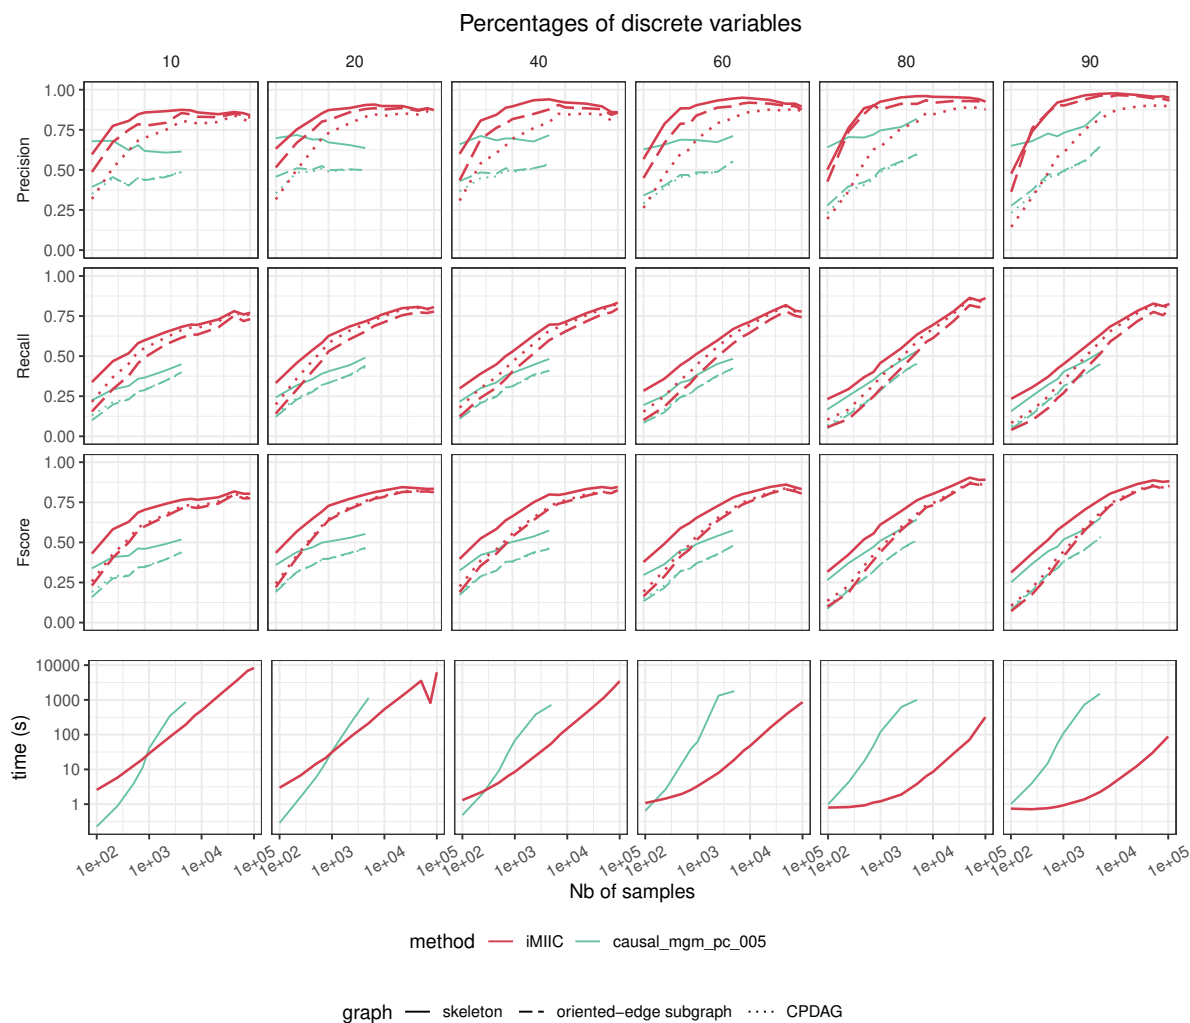 Percentages of discrete variables
10 20 40 60 80 90
Precision
1.00
0.75
0.50
0.25
0.00
Recall
1.00
0.75
0.50
0.25
0.00
Fscore
1.00
0.75
0.50
0.25
0.00
time (s)
10000
1000
100
10
1
1e+02 1e+03 1e+04 1e+05 1e+02 1e+03 1e+04 1e+05 1e+02 1e+03 1e+04 1e+05 1e+02 1e+03 1e+04 1e+05 1e+02 1e+03 1e+04 1e+05 1e+02 1e+03 1e+04 1e+05
Nb of samples
method iMIIC causal_mgm_pc_005
graph skeleton oriented−edge subgraph CPDAG